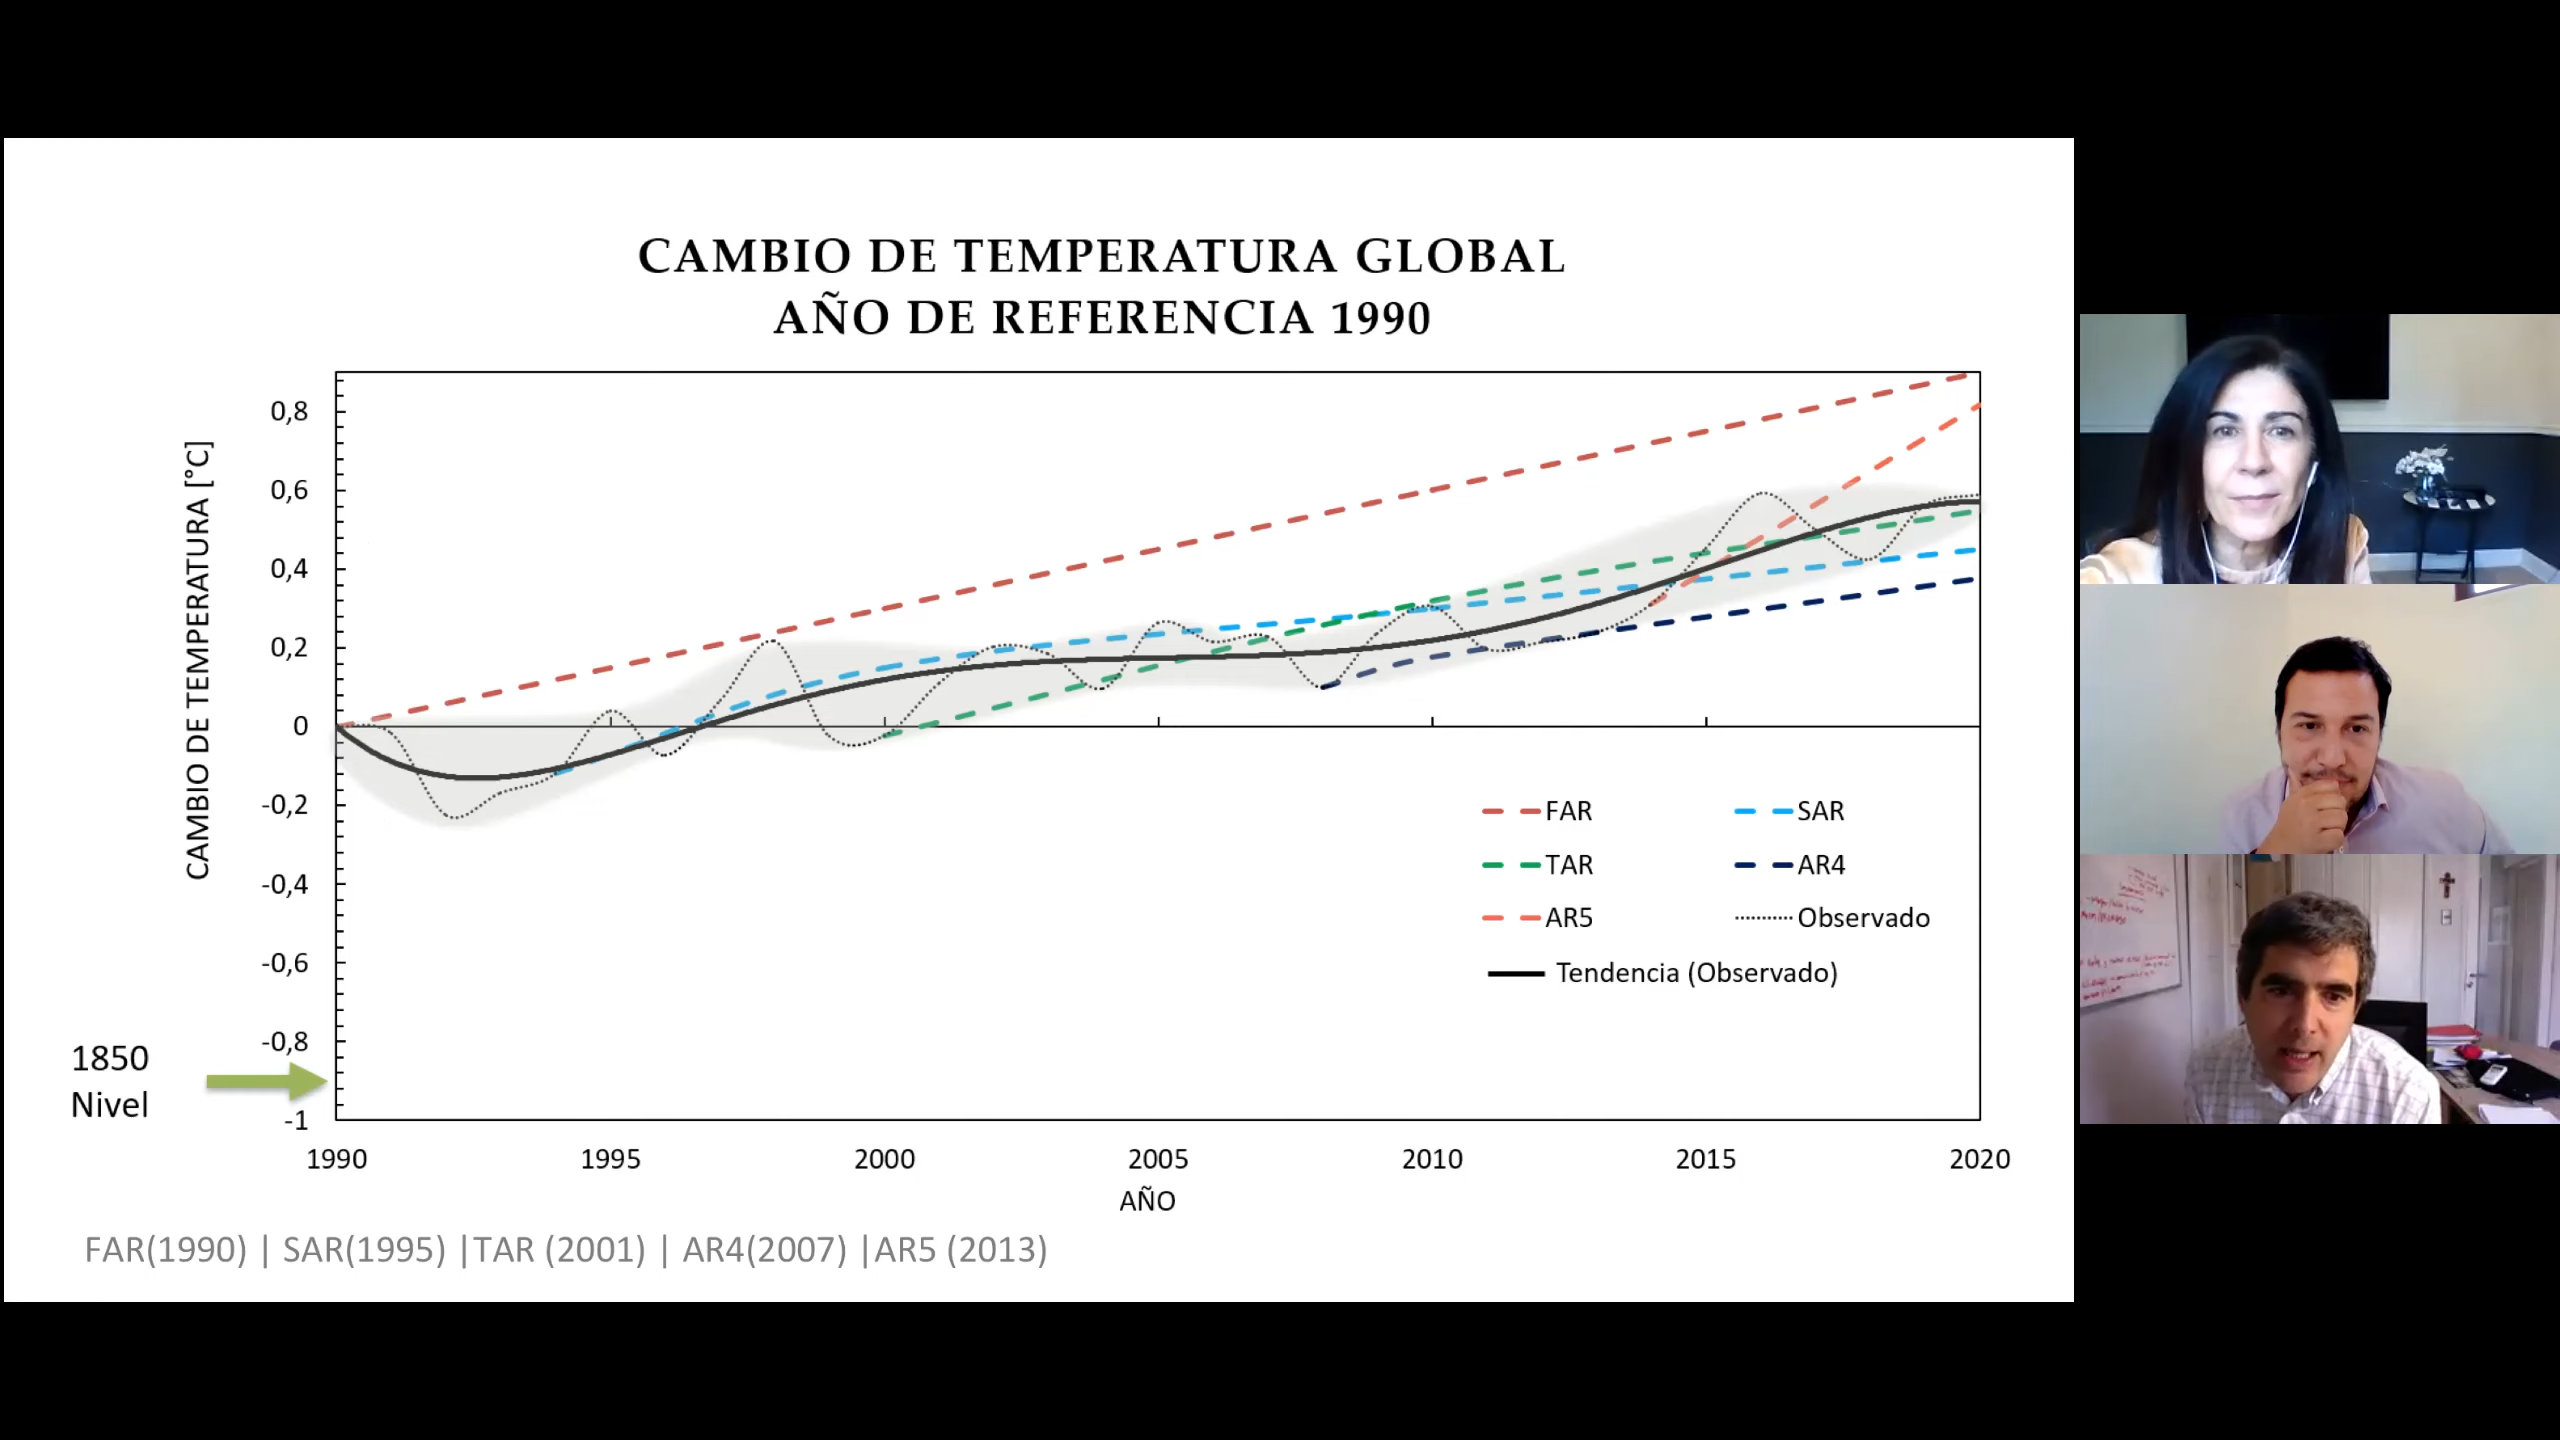 CAMBIO DE TEMPERATURA GLOBAL
AÑO DE REFERENCIA 1990
CAMBIO DE TEMPERATURA [°C]
0,8
0,6
0,4
0,2
0
-0,2
-0,4
-0,6
-0,8
-1
1850
Nivel
FAR
SAR
TAR
AR4
AR5
Observado
Tendencia (Observado)
1990
1995
2000
2005
2010
2015
2020
AÑO
FAR(1990) | SAR(1995) |TAR (2001) | AR4(2007) |AR5 (2013)